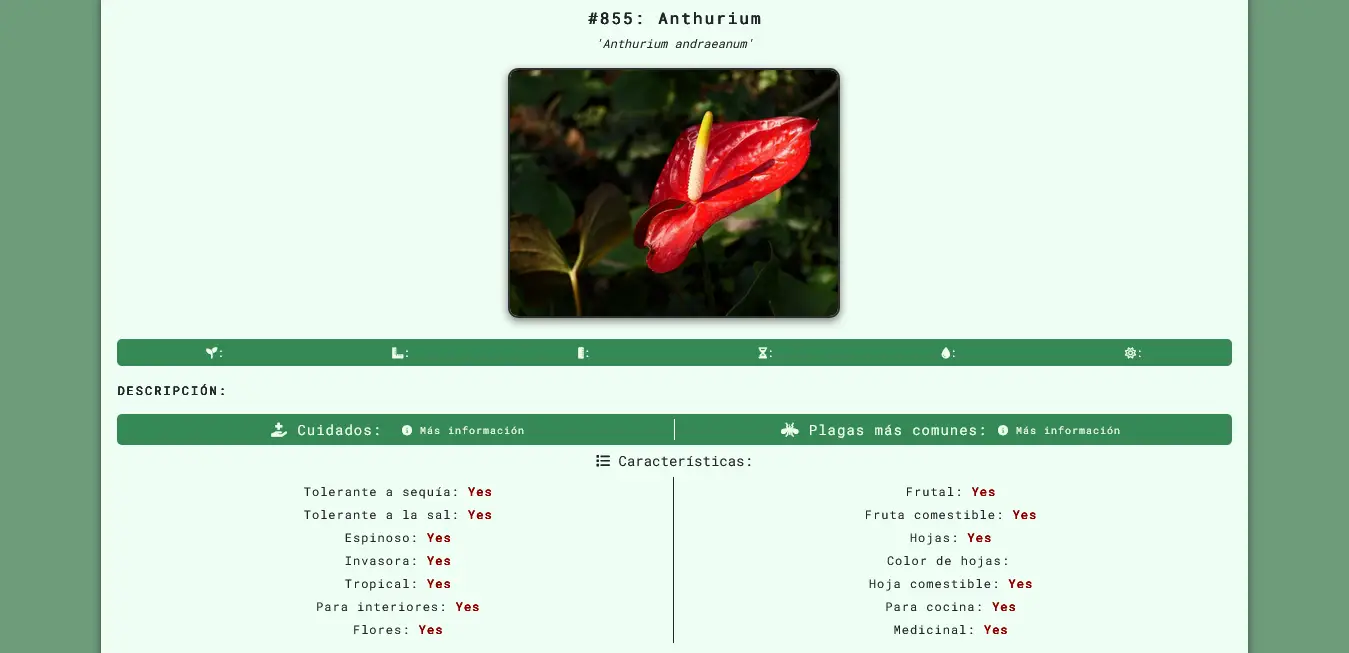 #855: Anthurium
'Anthurium andraeanum'
: : : : : :
DESCRIPCIÓN:
Cuidados: Más información
Plagas más comunes: Más información
Características:
Tolerante a sequía: Yes
Tolerante a la sal: Yes
Espinoso: Yes
Invasora: Yes
Tropical: Yes
Para interiores: Yes
Flores: Yes
Frutal: Yes
Fruta comestible: Yes
Hojas: Yes
Color de hojas:
Hoja comestible: Yes
Para cocina: Yes
Medicinal: Yes